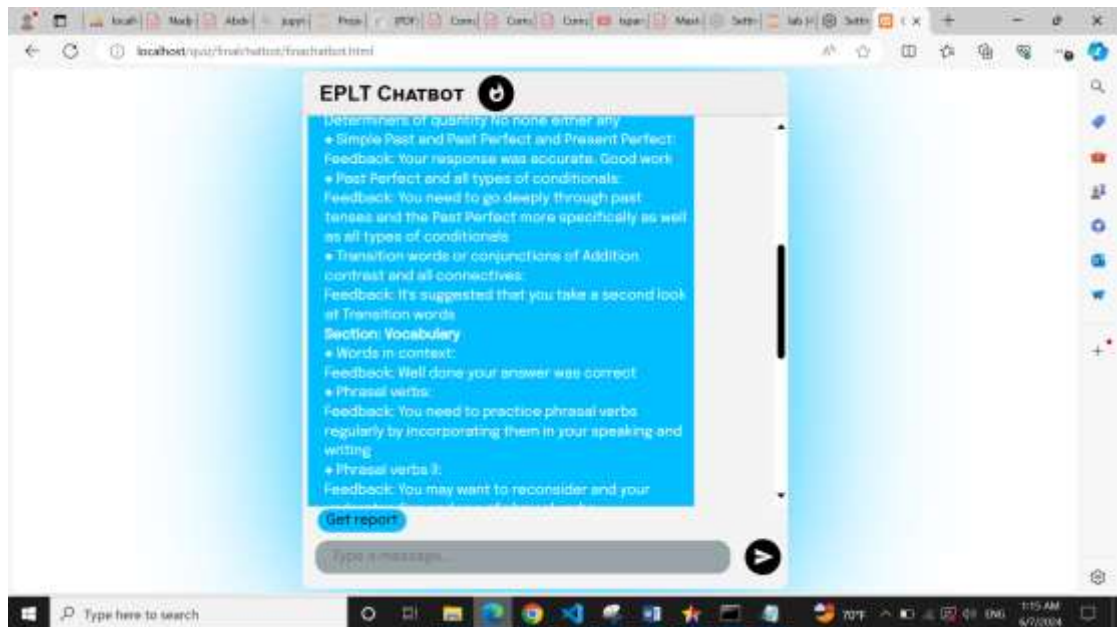 localhost/quiz/finalchatbot/finachatbot.html
EPLT CHATBOT
Determiners of quantity No none either any
• Simple Past and Past Perfect and Present Perfect:
Feedback: Your response was accurate. Good work
• Past Perfect and all types of conditionals:
Feedback: You need to go deeply through past
tenses and the Past Perfect more specifically as well
as all types of conditionals
• Transition words or conjunctions of Addition
contrast and all connectives:
Feedback: It's suggested that you take a second look
at Transition words
Section: Vocabulary
• Words in context:
Feedback: Well done your answer was correct
• Phrasal verbs:
Feedback: You need to practice phrasal verbs
regularly by incorporating them in your speaking and
writing
• Phrasal verbs
Feedback: You may want to reconsider and your
Get report
Type a message...
Type here to search
70°F
ENG
1:15 AM
6/7/2024